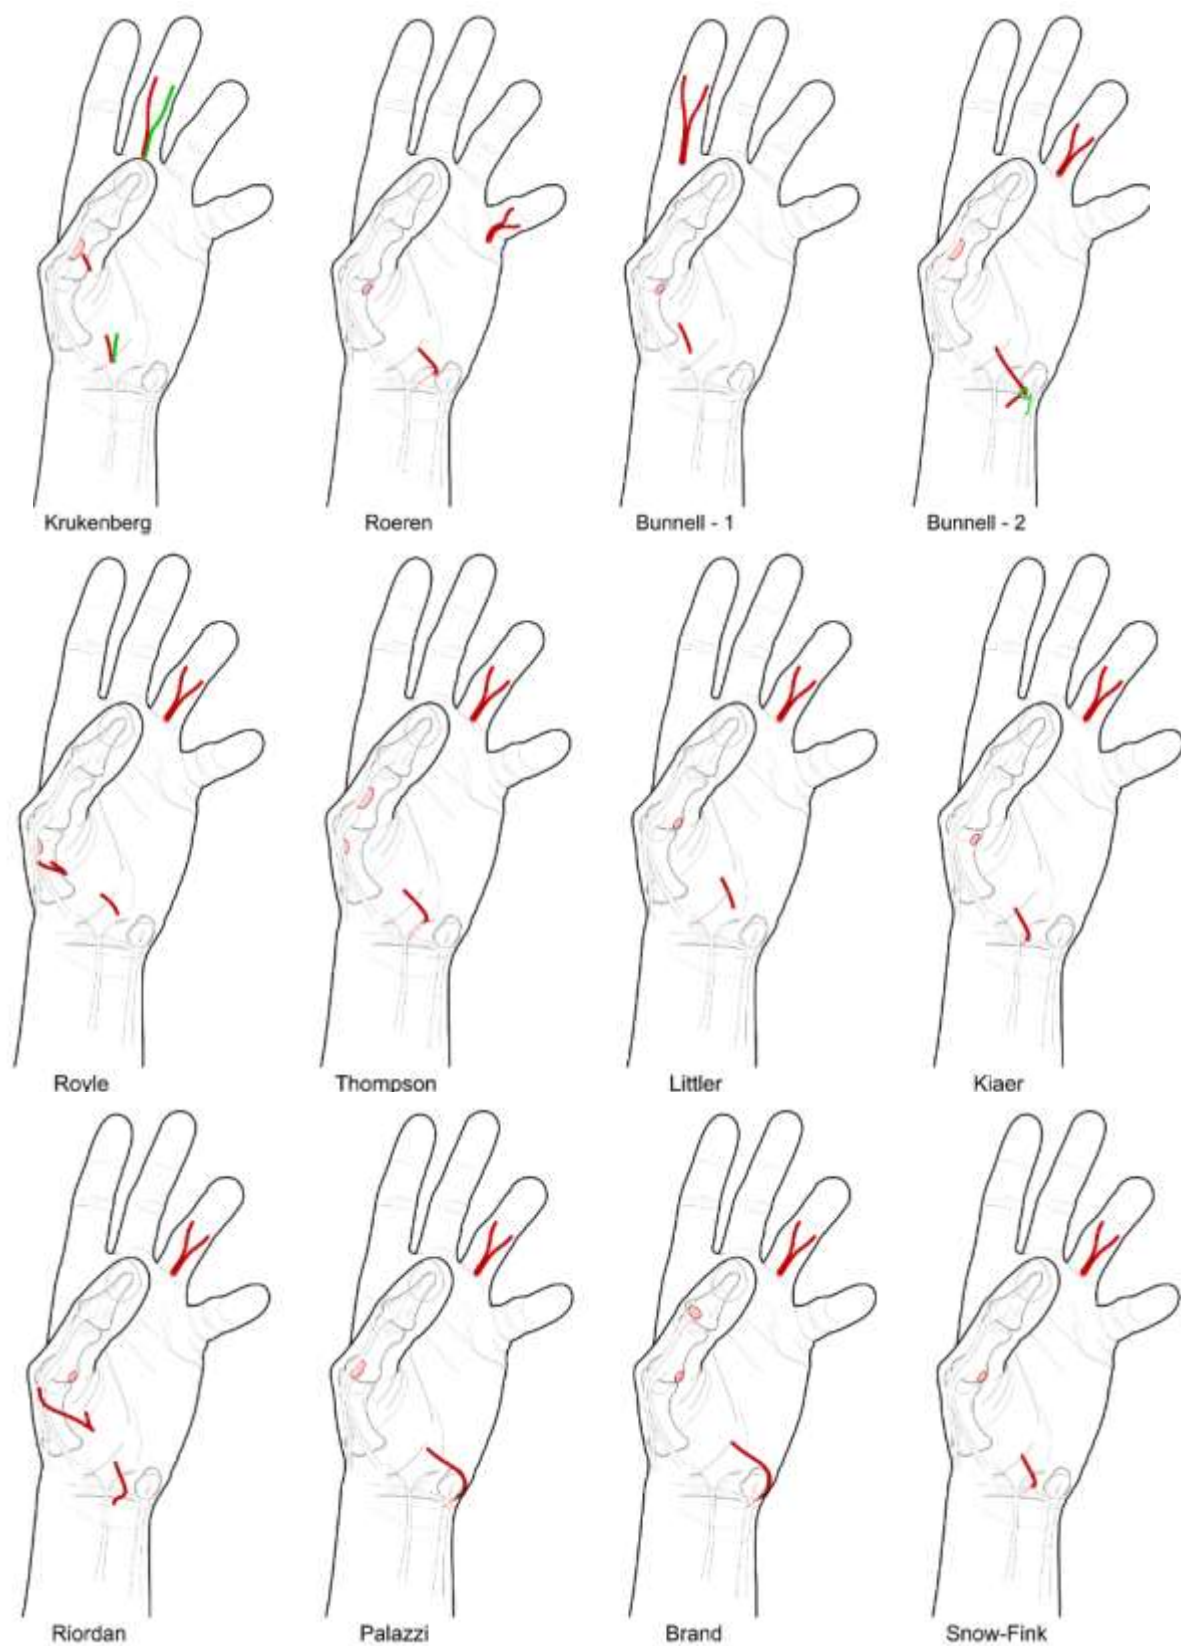 Krukenberg
Roeren
Bunnell - 1
Bunnell - 2
Royle
Thompson
Littler
Kiaer
Riordan
Palazzi
Brand
Snow-Fink